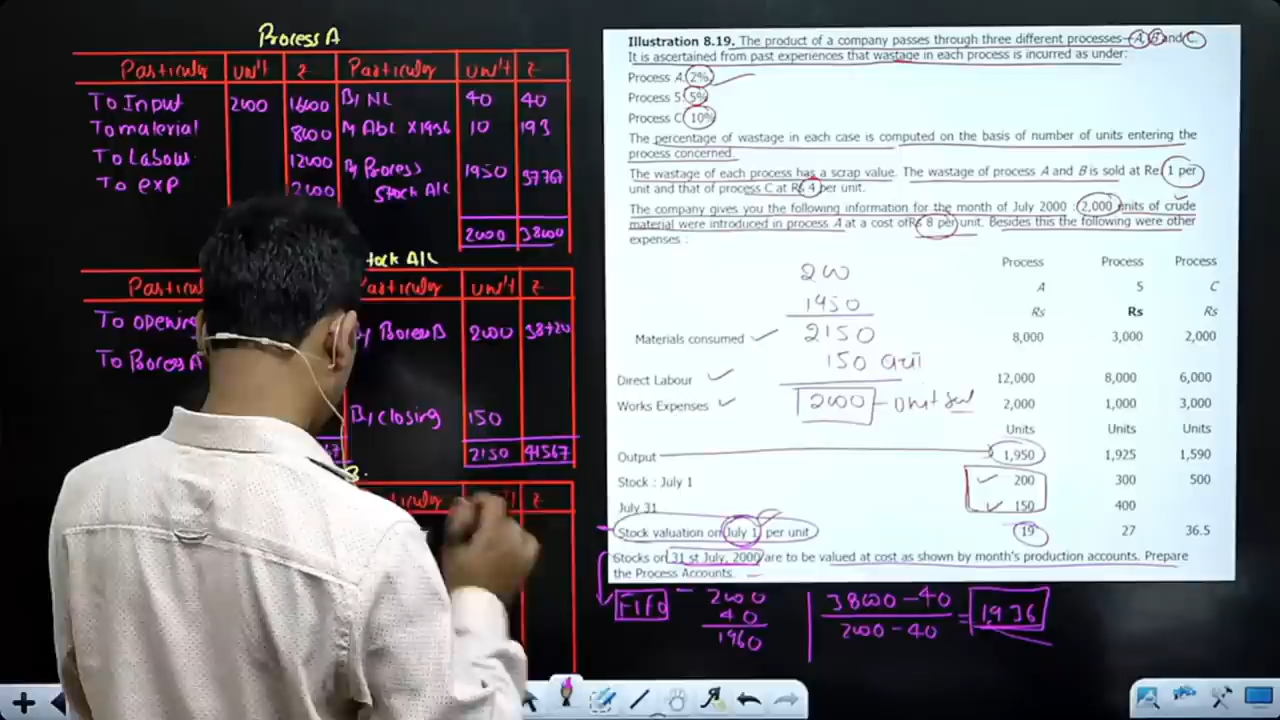 Process A
Particulr Unit ₹ Particulr Unit ₹
To Input 2000 16000 By NL 40 40
To material 8000 By AbL X1936 10 193
To Labour 12000 By Process 1950 37767
To exp 2000 Stock A/c
2000 38000
tock A/c
Particul Particulr Unit ₹
To opening By Process B 2000 38720
To Process A
By closing 150
2150 41567
B.
₹
Illustration 8.19. The product of a company passes through three different processes—A, B and C.
It is ascertained from past experiences that wastage in each process is incurred as under:
Process A: 2%
Process 5: 5%
Process C: 10%
The percentage of wastage in each case is computed on the basis of number of units entering the
process concerned.
The wastage of each process has a scrap value. The wastage of process A and B is sold at Re. 1 per
unit and that of process C at Rs 4 per unit.
The company gives you the following information for the month of July 2000 : 2,000 units of crude
material were introduced in process A at a cost of Rs 8 per unit. Besides this the following were other
expenses :
Process Process Process
A 5 C
Rs Rs Rs
Materials consumed 8,000 3,000 2,000
Direct Labour 12,000 8,000 6,000
Works Expenses 2,000 1,000 3,000
Units Units Units
Output 1,950 1,925 1,590
Stock : July 1 200 300 500
July 31 150 400
Stock valuation on July 1 per unit 19 27 36.5
Stocks on 31 st July, 2000 are to be valued at cost as shown by month's production accounts. Prepare
the Process Accounts.
200
1950
2150
150
2000
FIFO
2000
40
1960
38000-40
2000-40
= 19.36